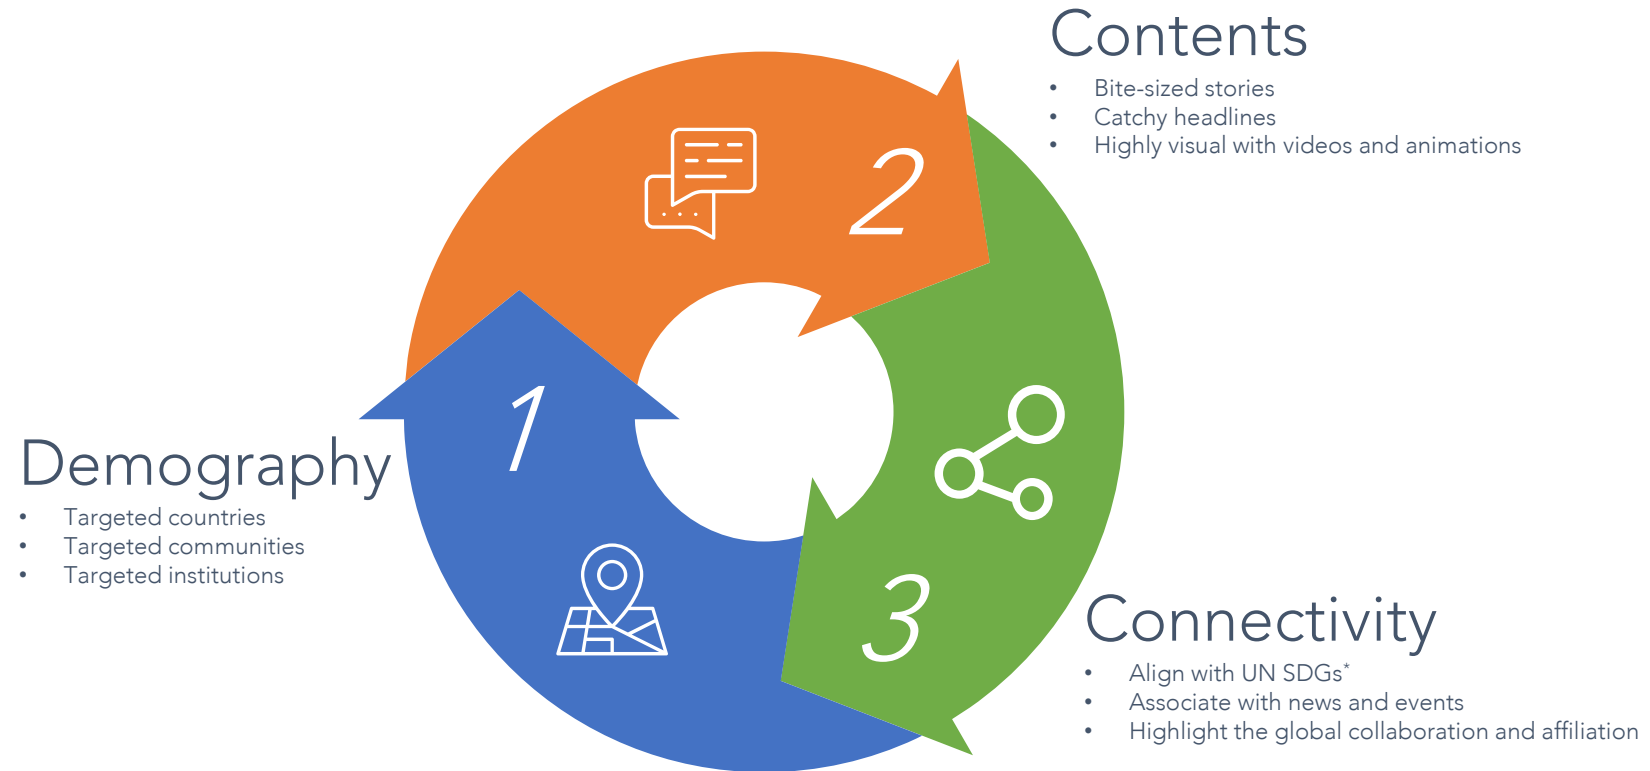 Contents
• Bite-sized stories
• Catchy headlines
• Highly visual with videos and animations
2
1
Demography
• Targeted countries
• Targeted communities
• Targeted institutions
3
Connectivity
• Align with UN SDGs*
• Associate with news and events
• Highlight the global collaboration and affiliation